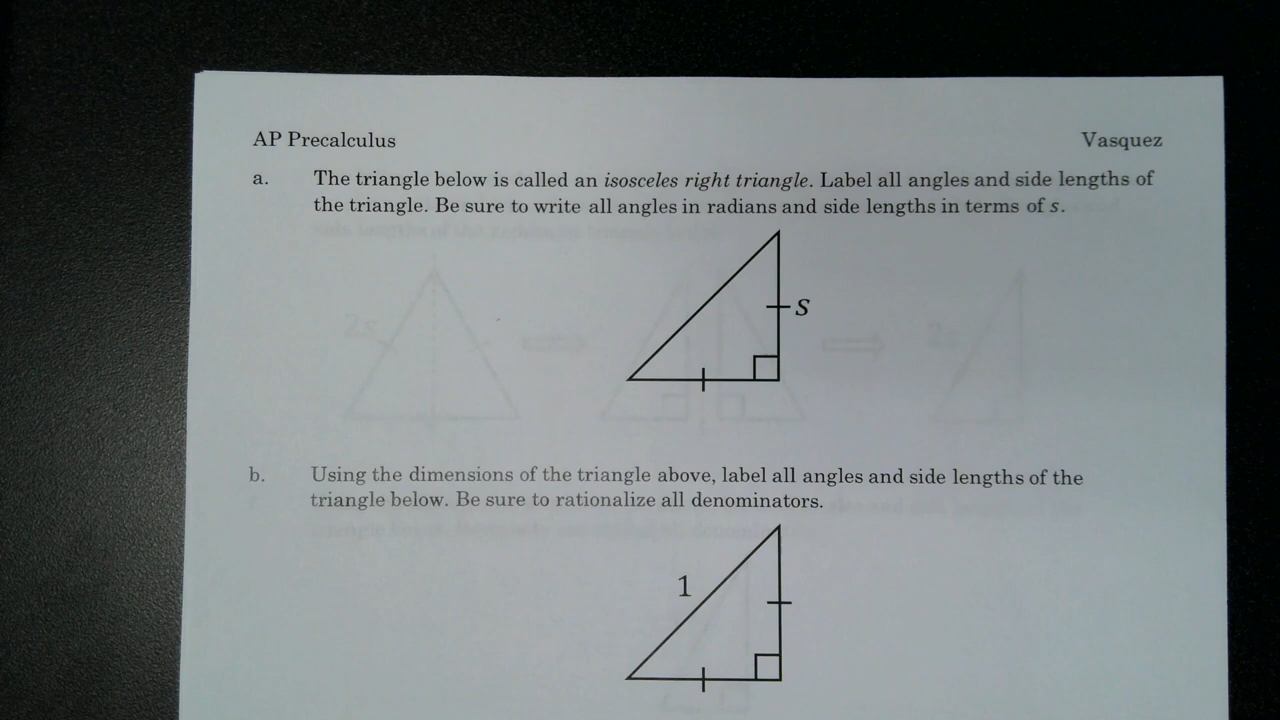 AP Precalculus
Vasquez
a. The triangle below is called an isosceles right triangle. Label all angles and side lengths of
the triangle. Be sure to write all angles in radians and side lengths in terms of s.
s
b. Using the dimensions of the triangle above, label all angles and side lengths of the
triangle below. Be sure to rationalize all denominators.
1